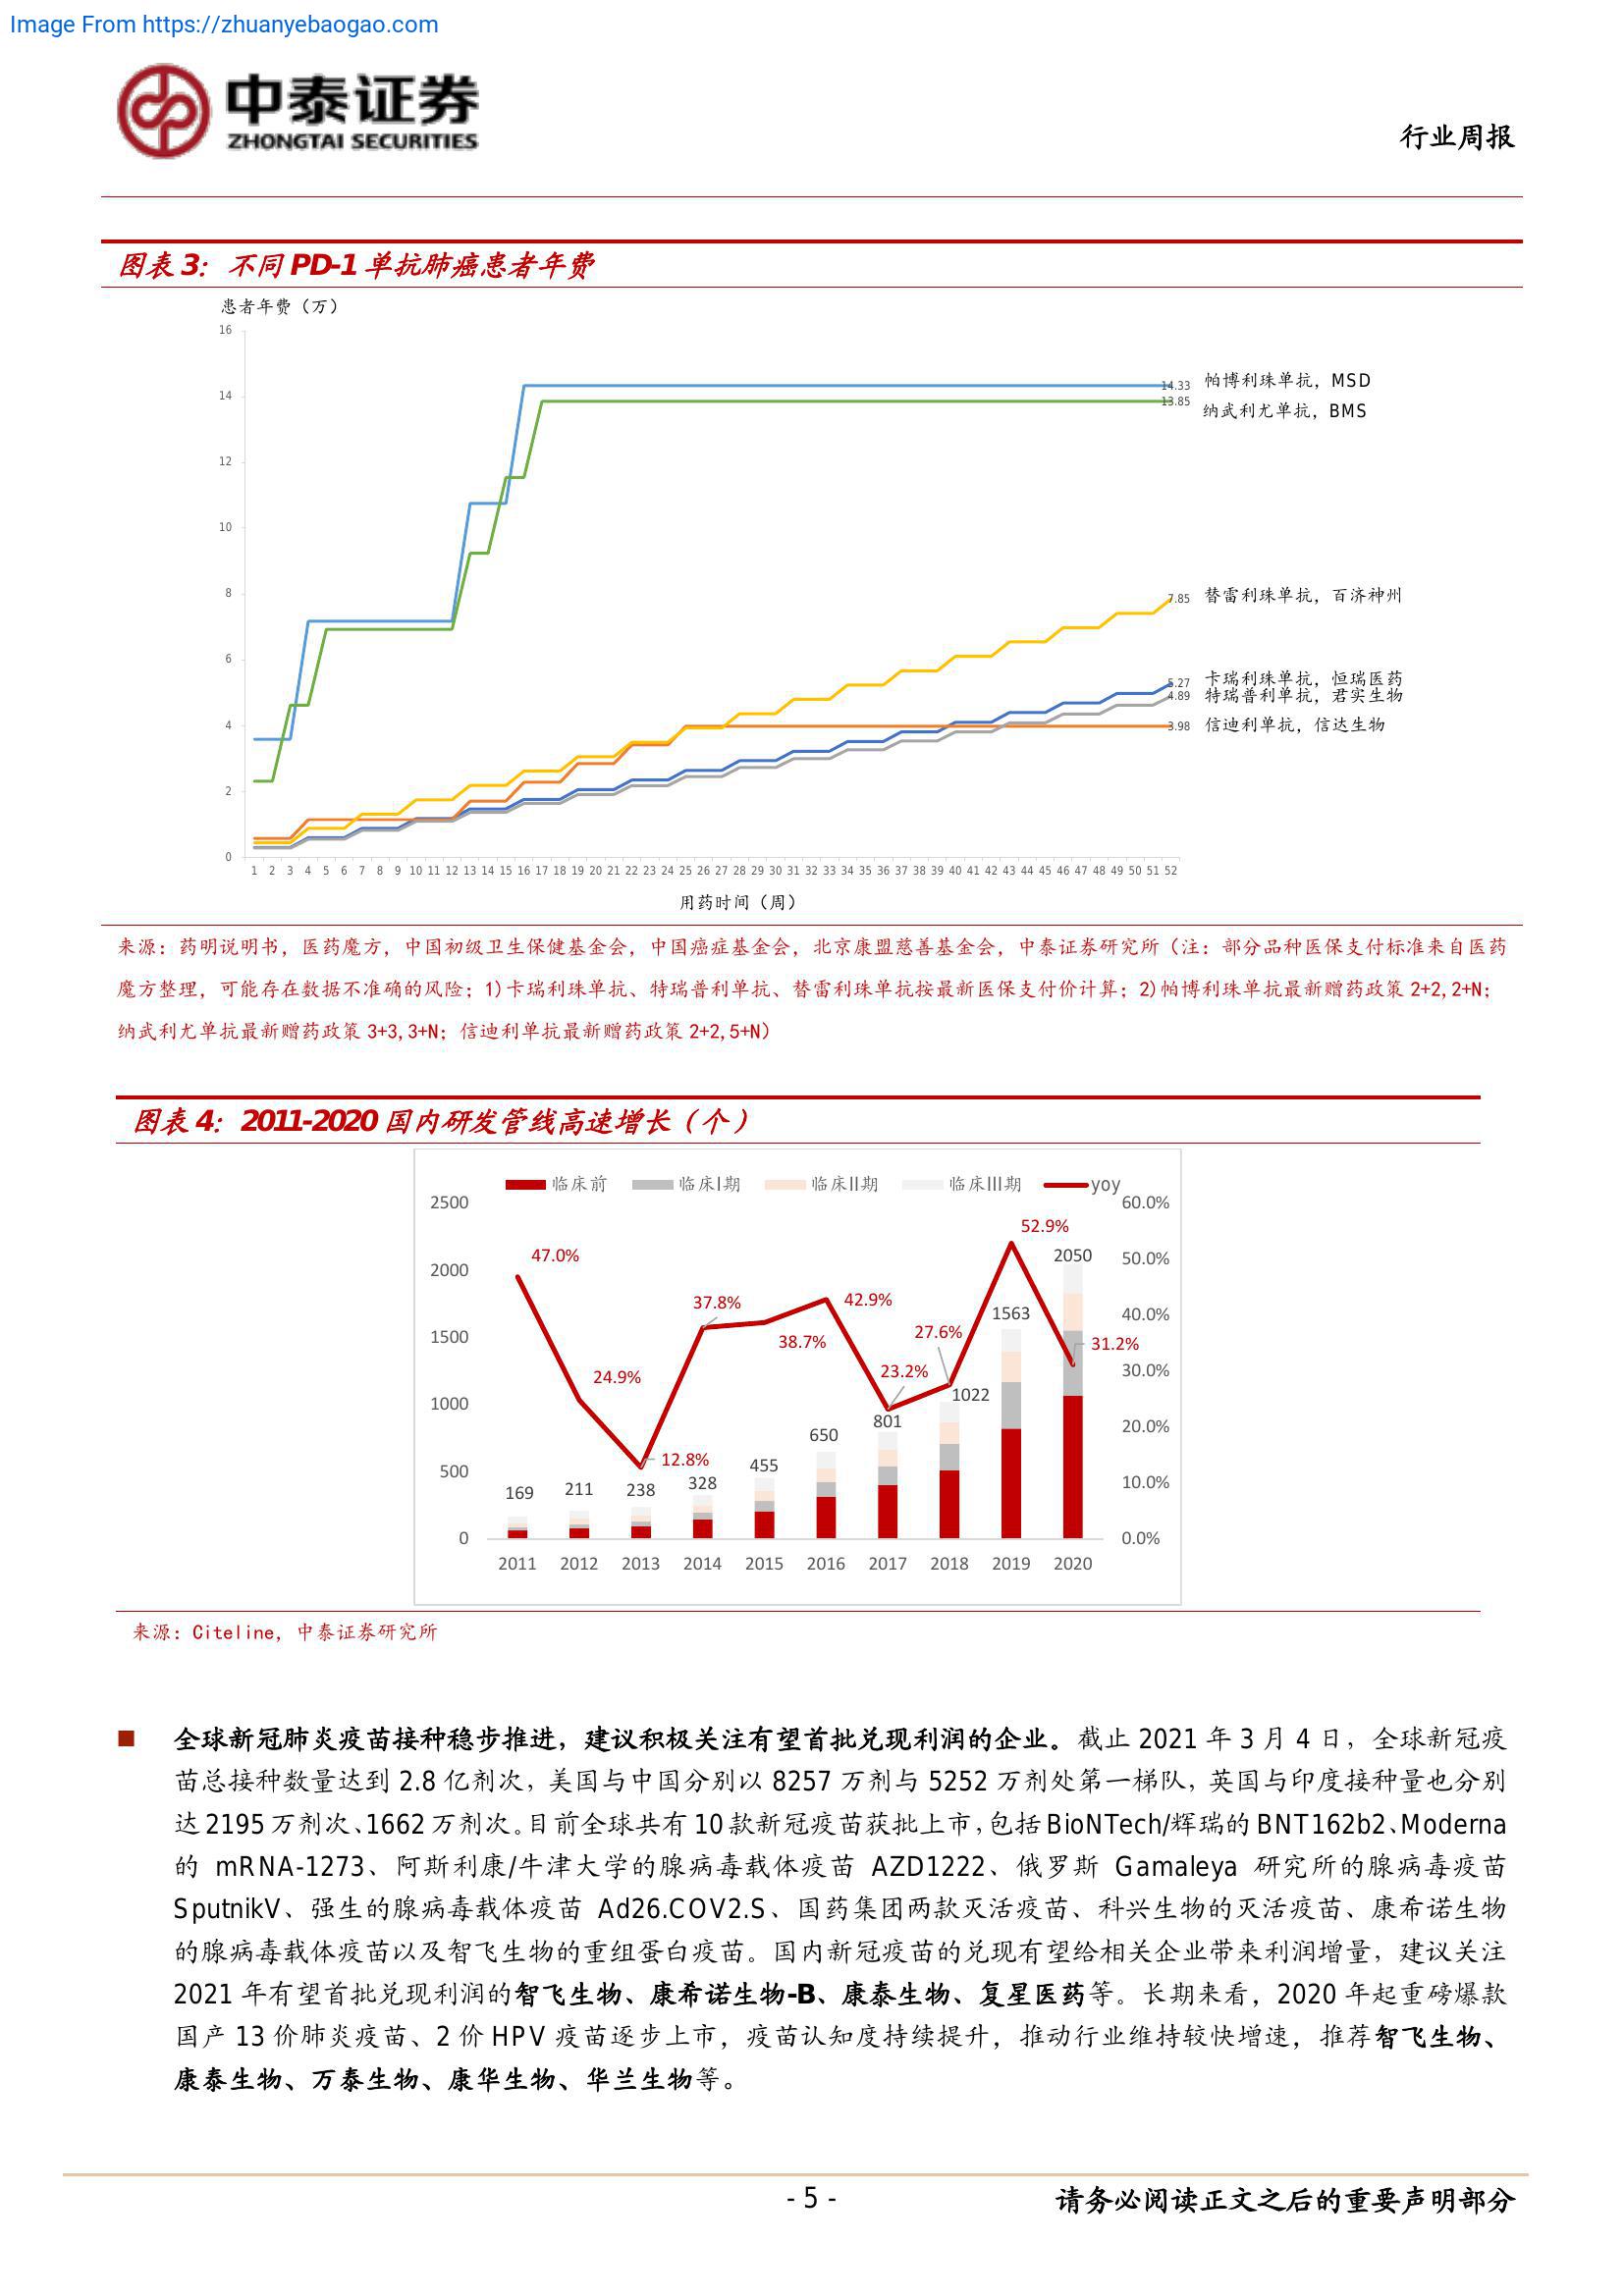 Image From https://zhuanyebaogao.com
中泰证券
ZHONGTAI SECURITIES
行业周报
图表 3：不同 PD-1 单抗肺癌患者年费
患者年费（万）
16
14
12
10
8
6
4
2
0
14.33 帕博利珠单抗，MSD
13.85 纳武利尤单抗，BMS
7.85 替雷利珠单抗，百济神州
5.27 卡瑞利珠单抗，恒瑞医药
4.89 特瑞普利单抗，君实生物
3.98 信迪利单抗，信达生物
1 2 3 4 5 6 7 8 9 10 11 12 13 14 15 16 17 18 19 20 21 22 23 24 25 26 27 28 29 30 31 32 33 34 35 36 37 38 39 40 41 42 43 44 45 46 47 48 49 50 51 52
用药时间（周）
来源：药明说明书，医药魔方，中国初级卫生保健基金会，中国癌症基金会，北京康盟慈善基金会，中泰证券研究所（注：部分品种医保支付标准来自医药
魔方整理，可能存在数据不准确的风险；1)卡瑞利珠单抗、特瑞普利单抗、替雷利珠单抗按最新医保支付价计算；2)帕博利珠单抗最新赠药政策 2+2,2+N；
纳武利尤单抗最新赠药政策 3+3,3+N；信迪利单抗最新赠药政策 2+2,5+N）
图表 4：2011-2020 国内研发管线高速增长（个）
临床前 临床I期 临床II期 临床III期 yoy
2500
2000
1500
1000
500
0
60.0%
50.0%
40.0%
30.0%
20.0%
10.0%
0.0%
47.0%
24.9%
12.8%
37.8%
38.7%
42.9%
23.2%
27.6%
52.9%
31.2%
169
211
238
328
455
650
801
1022
1563
2050
2011 2012 2013 2014 2015 2016 2017 2018 2019 2020
来源：Citeline，中泰证券研究所
■ 全球新冠肺炎疫苗接种稳步推进，建议积极关注有望首批兑现利润的企业。截止 2021 年 3 月 4 日，全球新冠疫
苗总接种数量达到 2.8 亿剂次，美国与中国分别以 8257 万剂与 5252 万剂处第一梯队，英国与印度接种量也分别
达 2195 万剂次、1662 万剂次。目前全球共有 10 款新冠疫苗获批上市，包括 BioNTech/辉瑞的 BNT162b2、Moderna
的 mRNA-1273、阿斯利康/牛津大学的腺病毒载体疫苗 AZD1222、俄罗斯 Gamaleya 研究所的腺病毒疫苗
SputnikV、强生的腺病毒载体疫苗 Ad26.COV2.S、国药集团两款灭活疫苗、科兴生物的灭活疫苗、康希诺生物
的腺病毒载体疫苗以及智飞生物的重组蛋白疫苗。国内新冠疫苗的兑现有望给相关企业带来利润增量，建议关注
2021 年有望首批兑现利润的智飞生物、康希诺生物-B、康泰生物、复星医药等。长期来看，2020 年起重磅爆款
国产 13 价肺炎疫苗、2 价 HPV 疫苗逐步上市，疫苗认知度持续提升，推动行业维持较快增速，推荐智飞生物、
康泰生物、万泰生物、康华生物、华兰生物等。
- 5 -
请务必阅读正文之后的重要声明部分